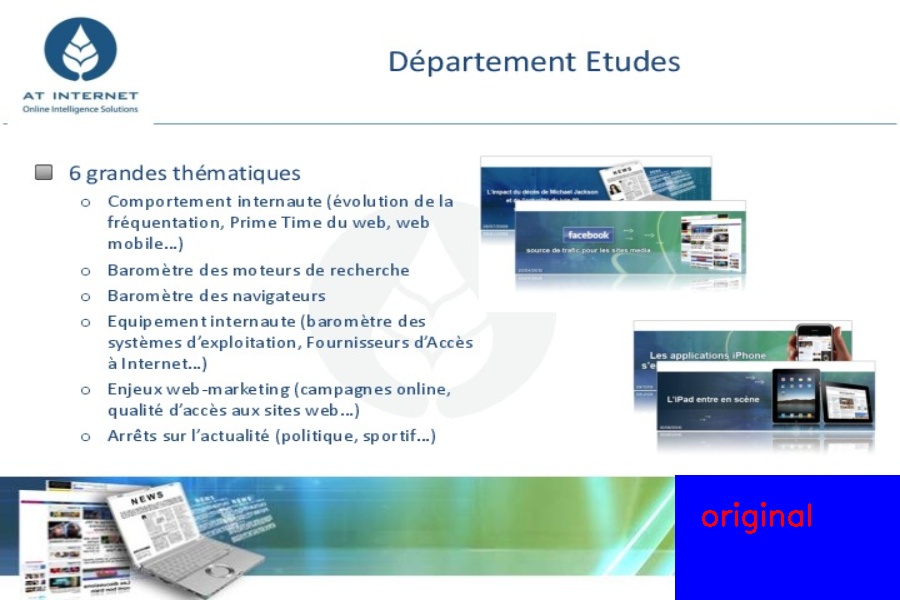 AT INTERNET
Online Intelligence Solutions
Département Etudes
6 grandes thématiques
o Comportement internaute (évolution de la
fréquentation, Prime Time du web, web
mobile...)
o Baromètre des moteurs de recherche
o Baromètre des navigateurs
o Equipement internaute (baromètre des
systèmes d'exploitation, Fournisseurs d'Accès
à Internet...)
o Enjeux web-marketing (campagnes online,
qualité d'accès aux sites web...)
o Arrêts sur l'actualité (politique, sportif...)
NEWS
L'impact du décès de Michael Jackson
facebook
source de trafic pour les sites media
Les applications iPhone
s'e
L'iPad entre en scène
NEWS
NEWS NEWS
original